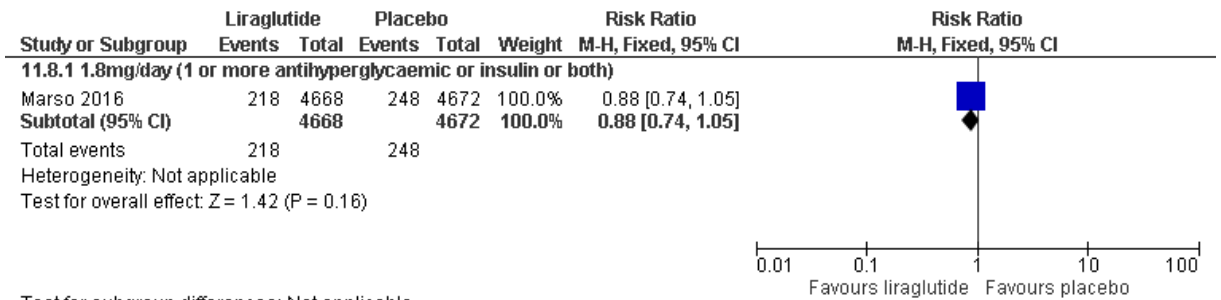 Liraglutide Placebo Risk Ratio Risk Ratio
Study or Subgroup Events Total Events Total Weight M-H, Fixed, 95% CI M-H, Fixed, 95% CI
11.8.1 1.8mg/day (1 or more antihyperglycaemic or insulin or both)
Marso 2016 218 4668 248 4672 100.0% 0.88 [0.74, 1.05]
Subtotal (95% CI) 4668 4672 100.0% 0.88 [0.74, 1.05]
Total events 218 248
Heterogeneity: Not applicable
Test for overall effect: Z = 1.42 (P = 0.16)
0.01 0.1 1 10 100
Favours liraglutide Favours placebo
Test for subgroup differences: Not applicable